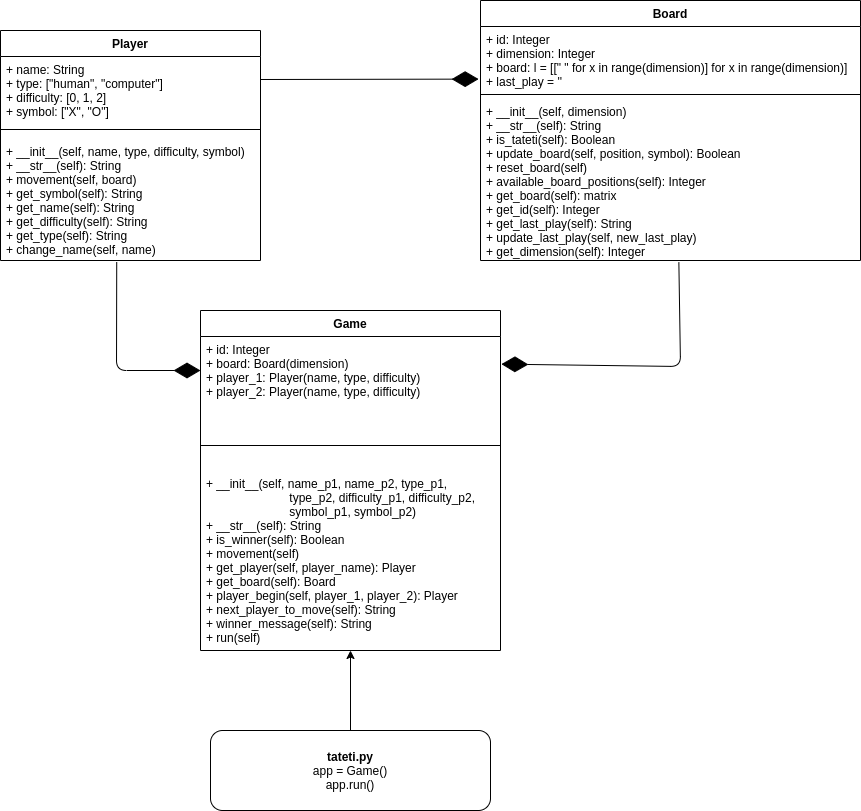 Player
+ name: String
+ type: ["human", "computer"]
+ difficulty: [0, 1, 2]
+ symbol: ["X", "O"]
+ __init__(self, name, type, difficulty, symbol)
+ __str__(self): String
+ movement(self, board)
+ get_symbol(self): String
+ get_name(self): String
+ get_difficulty(self): String
+ get_type(self): String
+ change_name(self, name)
Board
+ id: Integer
+ dimension: Integer
+ board: l = [[" " for x in range(dimension)] for x in range(dimension)]
+ last_play = ''
+ __init__(self, dimension)
+ __str__(self): String
+ is_tateti(self): Boolean
+ update_board(self, position, symbol): Boolean
+ reset_board(self)
+ available_board_positions(self): Integer
+ get_board(self): matrix
+ get_id(self): Integer
+ get_last_play(self): String
+ update_last_play(self, new_last_play)
+ get_dimension(self): Integer
Game
+ id: Integer
+ board: Board(dimension)
+ player_1: Player(name, type, difficulty)
+ player_2: Player(name, type, difficulty)
+ __init__(self, name_p1, name_p2, type_p1,
type_p2, difficulty_p1, difficulty_p2,
symbol_p1, symbol_p2)
+ __str__(self): String
+ is_winner(self): Boolean
+ movement(self)
+ get_player(self, player_name): Player
+ get_board(self): Board
+ player_begin(self, player_1, player_2): Player
+ next_player_to_move(self): String
+ winner_message(self): String
+ run(self)
tateti.py
app = Game()
app.run()